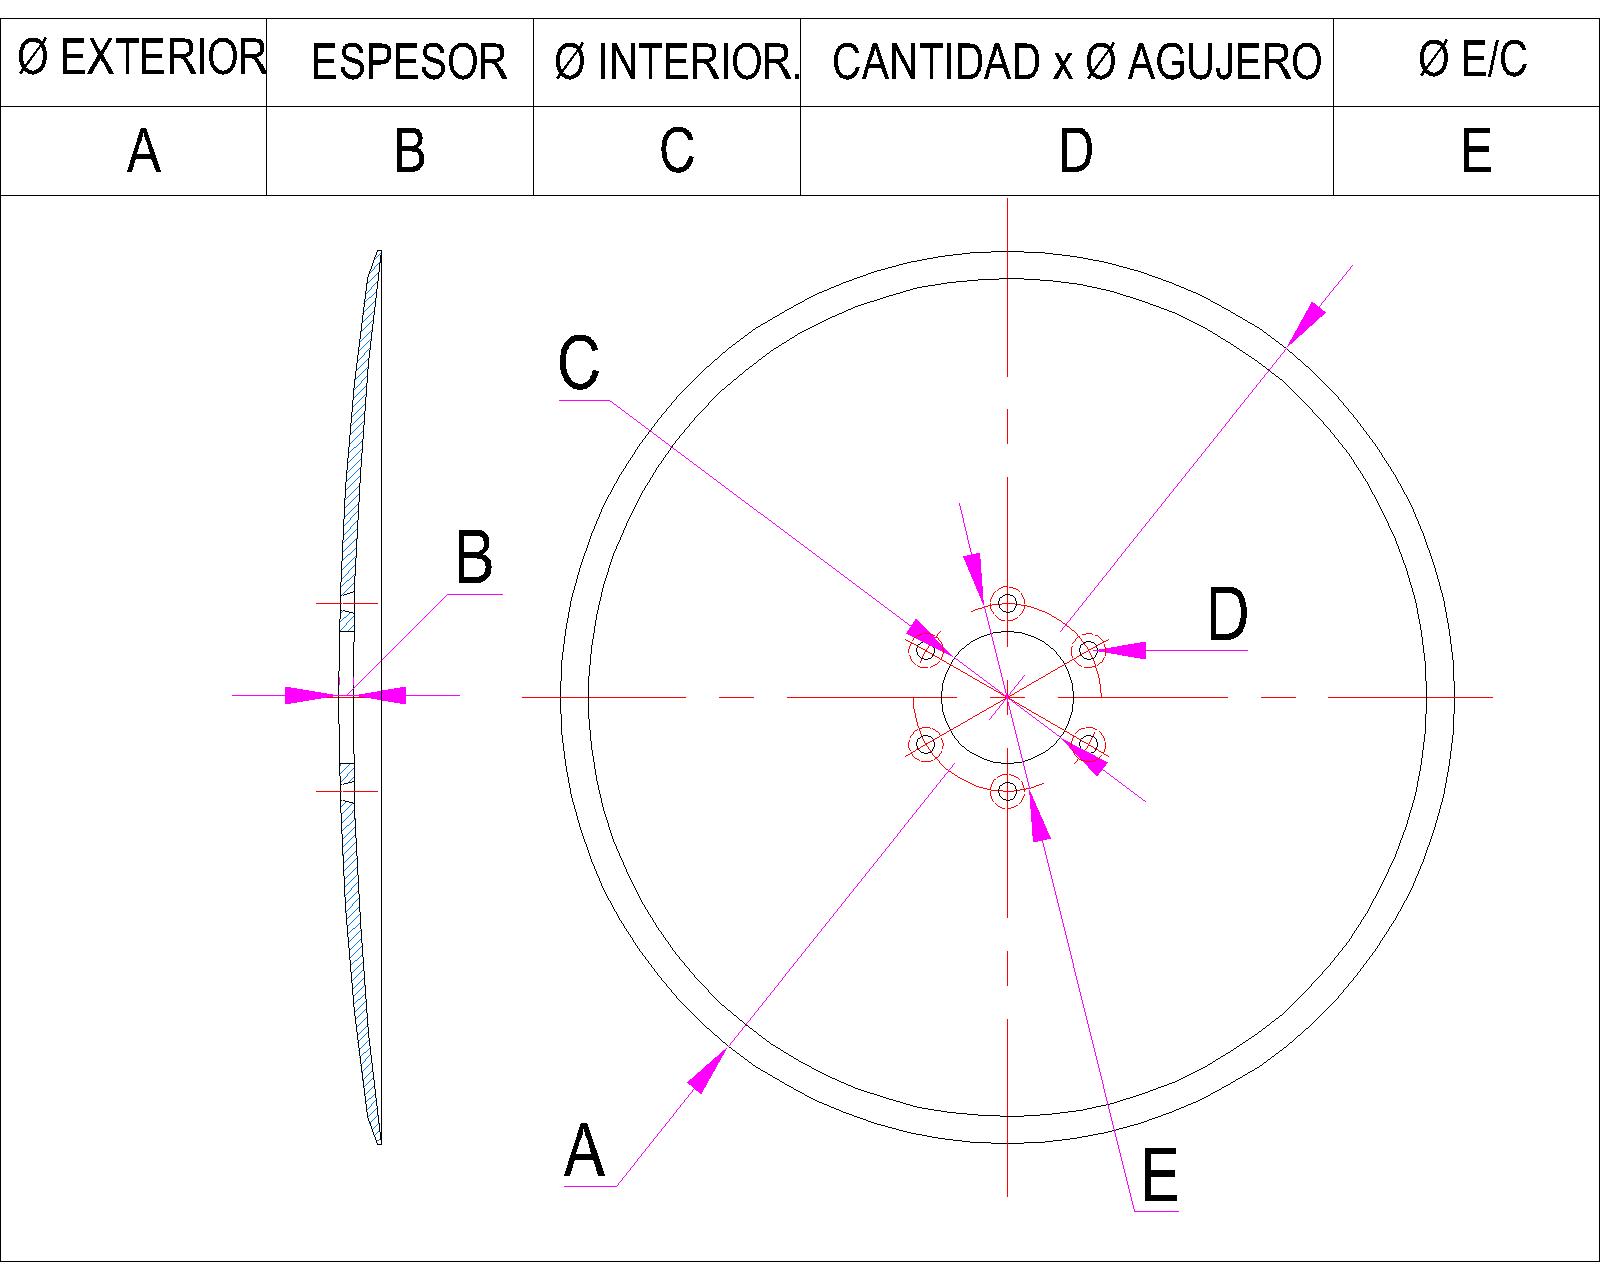 Ø EXTERIOR ESPESOR Ø INTERIOR. CANTIDAD x Ø AGUJERO Ø E/C
A B C D E
C
B
D
A
E